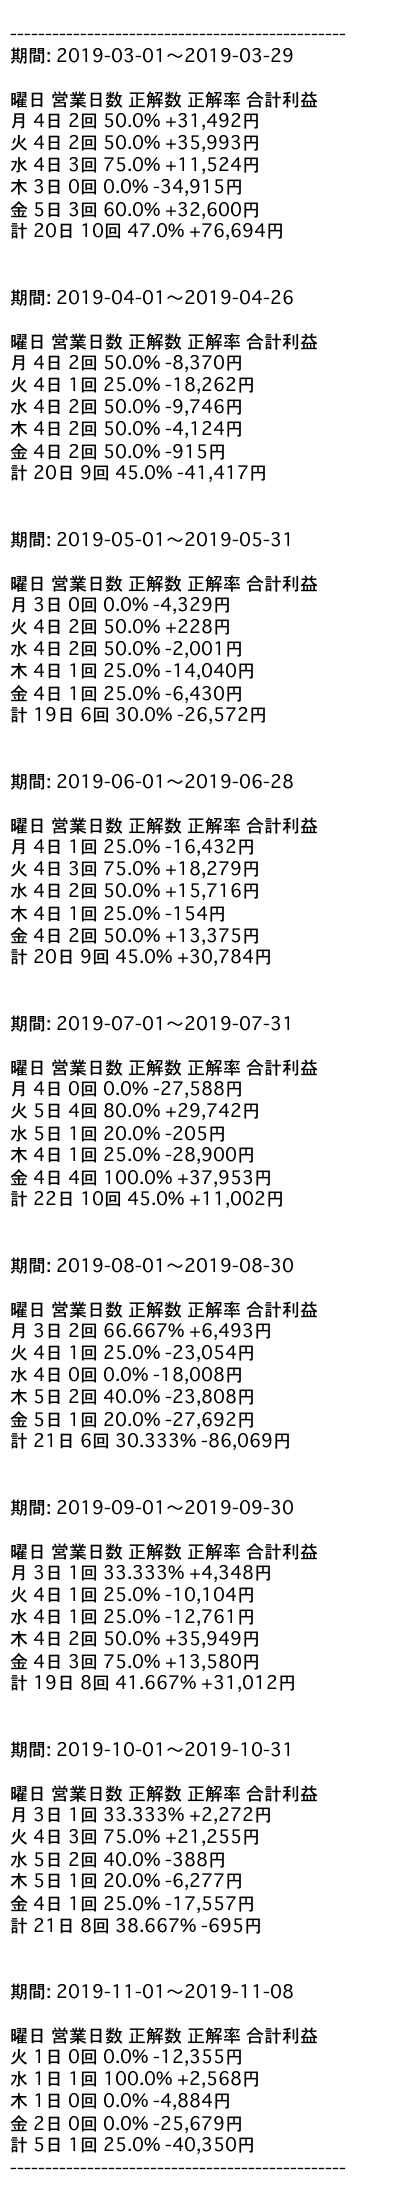 ------------------------------------------------
期間: 2019-03-01〜2019-03-29
曜日 営業日数 正解数 正解率 合計利益
月 4日 2回 50.0% +31,492円
火 4日 2回 50.0% +35,993円
水 4日 3回 75.0% +11,524円
木 3日 0回 0.0% -34,915円
金 5日 3回 60.0% +32,600円
計 20日 10回 47.0% +76,694円
期間: 2019-04-01〜2019-04-26
曜日 営業日数 正解数 正解率 合計利益
月 4日 2回 50.0% -8,370円
火 4日 1回 25.0% -18,262円
水 4日 2回 50.0% -9,746円
木 4日 2回 50.0% -4,124円
金 4日 2回 50.0% -915円
計 20日 9回 45.0% -41,417円
期間: 2019-05-01〜2019-05-31
曜日 営業日数 正解数 正解率 合計利益
月 3日 0回 0.0% -4,329円
火 4日 2回 50.0% +228円
水 4日 2回 50.0% -2,001円
木 4日 1回 25.0% -14,040円
金 4日 1回 25.0% -6,430円
計 19日 6回 30.0% -26,572円
期間: 2019-06-01〜2019-06-28
曜日 営業日数 正解数 正解率 合計利益
月 4日 1回 25.0% -16,432円
火 4日 3回 75.0% +18,279円
水 4日 2回 50.0% +15,716円
木 4日 1回 25.0% -154円
金 4日 2回 50.0% +13,375円
計 20日 9回 45.0% +30,784円
期間: 2019-07-01〜2019-07-31
曜日 営業日数 正解数 正解率 合計利益
月 4日 0回 0.0% -27,588円
火 5日 4回 80.0% +29,742円
水 5日 1回 20.0% -205円
木 4日 1回 25.0% -28,900円
金 4日 4回 100.0% +37,953円
計 22日 10回 45.0% +11,002円
期間: 2019-08-01〜2019-08-30
曜日 営業日数 正解数 正解率 合計利益
月 3日 2回 66.667% +6,493円
火 4日 1回 25.0% -23,054円
水 4日 0回 0.0% -18,008円
木 5日 2回 40.0% -23,808円
金 5日 1回 20.0% -27,692円
計 21日 6回 30.333% -86,069円
期間: 2019-09-01〜2019-09-30
曜日 営業日数 正解数 正解率 合計利益
月 3日 1回 33.333% +4,348円
火 4日 1回 25.0% -10,104円
水 4日 1回 25.0% -12,761円
木 4日 2回 50.0% +35,949円
金 4日 3回 75.0% +13,580円
計 19日 8回 41.667% +31,012円
期間: 2019-10-01〜2019-10-31
曜日 営業日数 正解数 正解率 合計利益
月 3日 1回 33.333% +2,272円
火 4日 3回 75.0% +21,255円
水 5日 2回 40.0% -388円
木 5日 1回 20.0% -6,277円
金 4日 1回 25.0% -17,557円
計 21日 8回 38.667% -695円
期間: 2019-11-01〜2019-11-08
曜日 営業日数 正解数 正解率 合計利益
火 1日 0回 0.0% -12,355円
水 1日 1回 100.0% +2,568円
木 1日 0回 0.0% -4,884円
金 2日 0回 0.0% -25,679円
計 5日 1回 25.0% -40,350円
------------------------------------------------